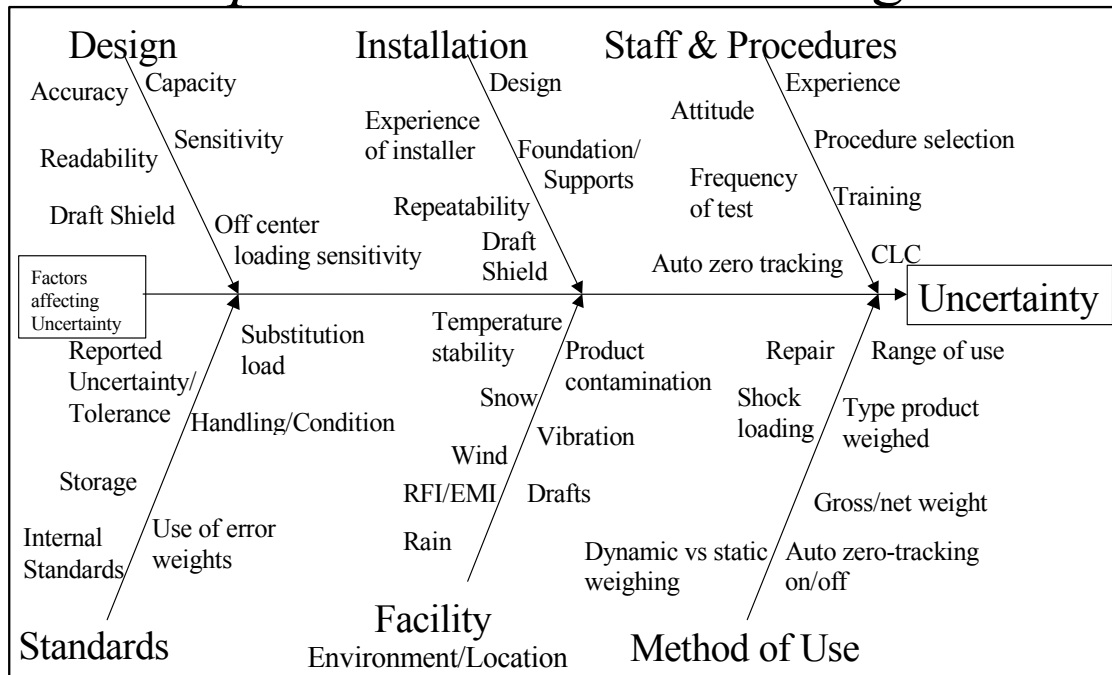 Design
Accuracy
Capacity
Sensitivity
Readability
Draft Shield
Off center
loading sensitivity
Installation
Design
Experience
of installer
Foundation/
Supports
Repeatability
Draft
Shield
Staff & Procedures
Experience
Attitude
Procedure selection
Frequency
of test
Training
Auto zero tracking
CLC
Factors
affecting
Uncertainty
Uncertainty
Reported
Uncertainty/
Tolerance
Substitution
load
Handling/Condition
Storage
Use of error
weights
Internal
Standards
Standards
Temperature
stability
Product
contamination
Snow
Vibration
Wind
RFI/EMI
Drafts
Rain
Facility
Environment/Location
Repair
Range of use
Shock
loading
Type product
weighed
Gross/net weight
Dynamic vs static
weighing
Auto zero-tracking
on/off
Method of Use